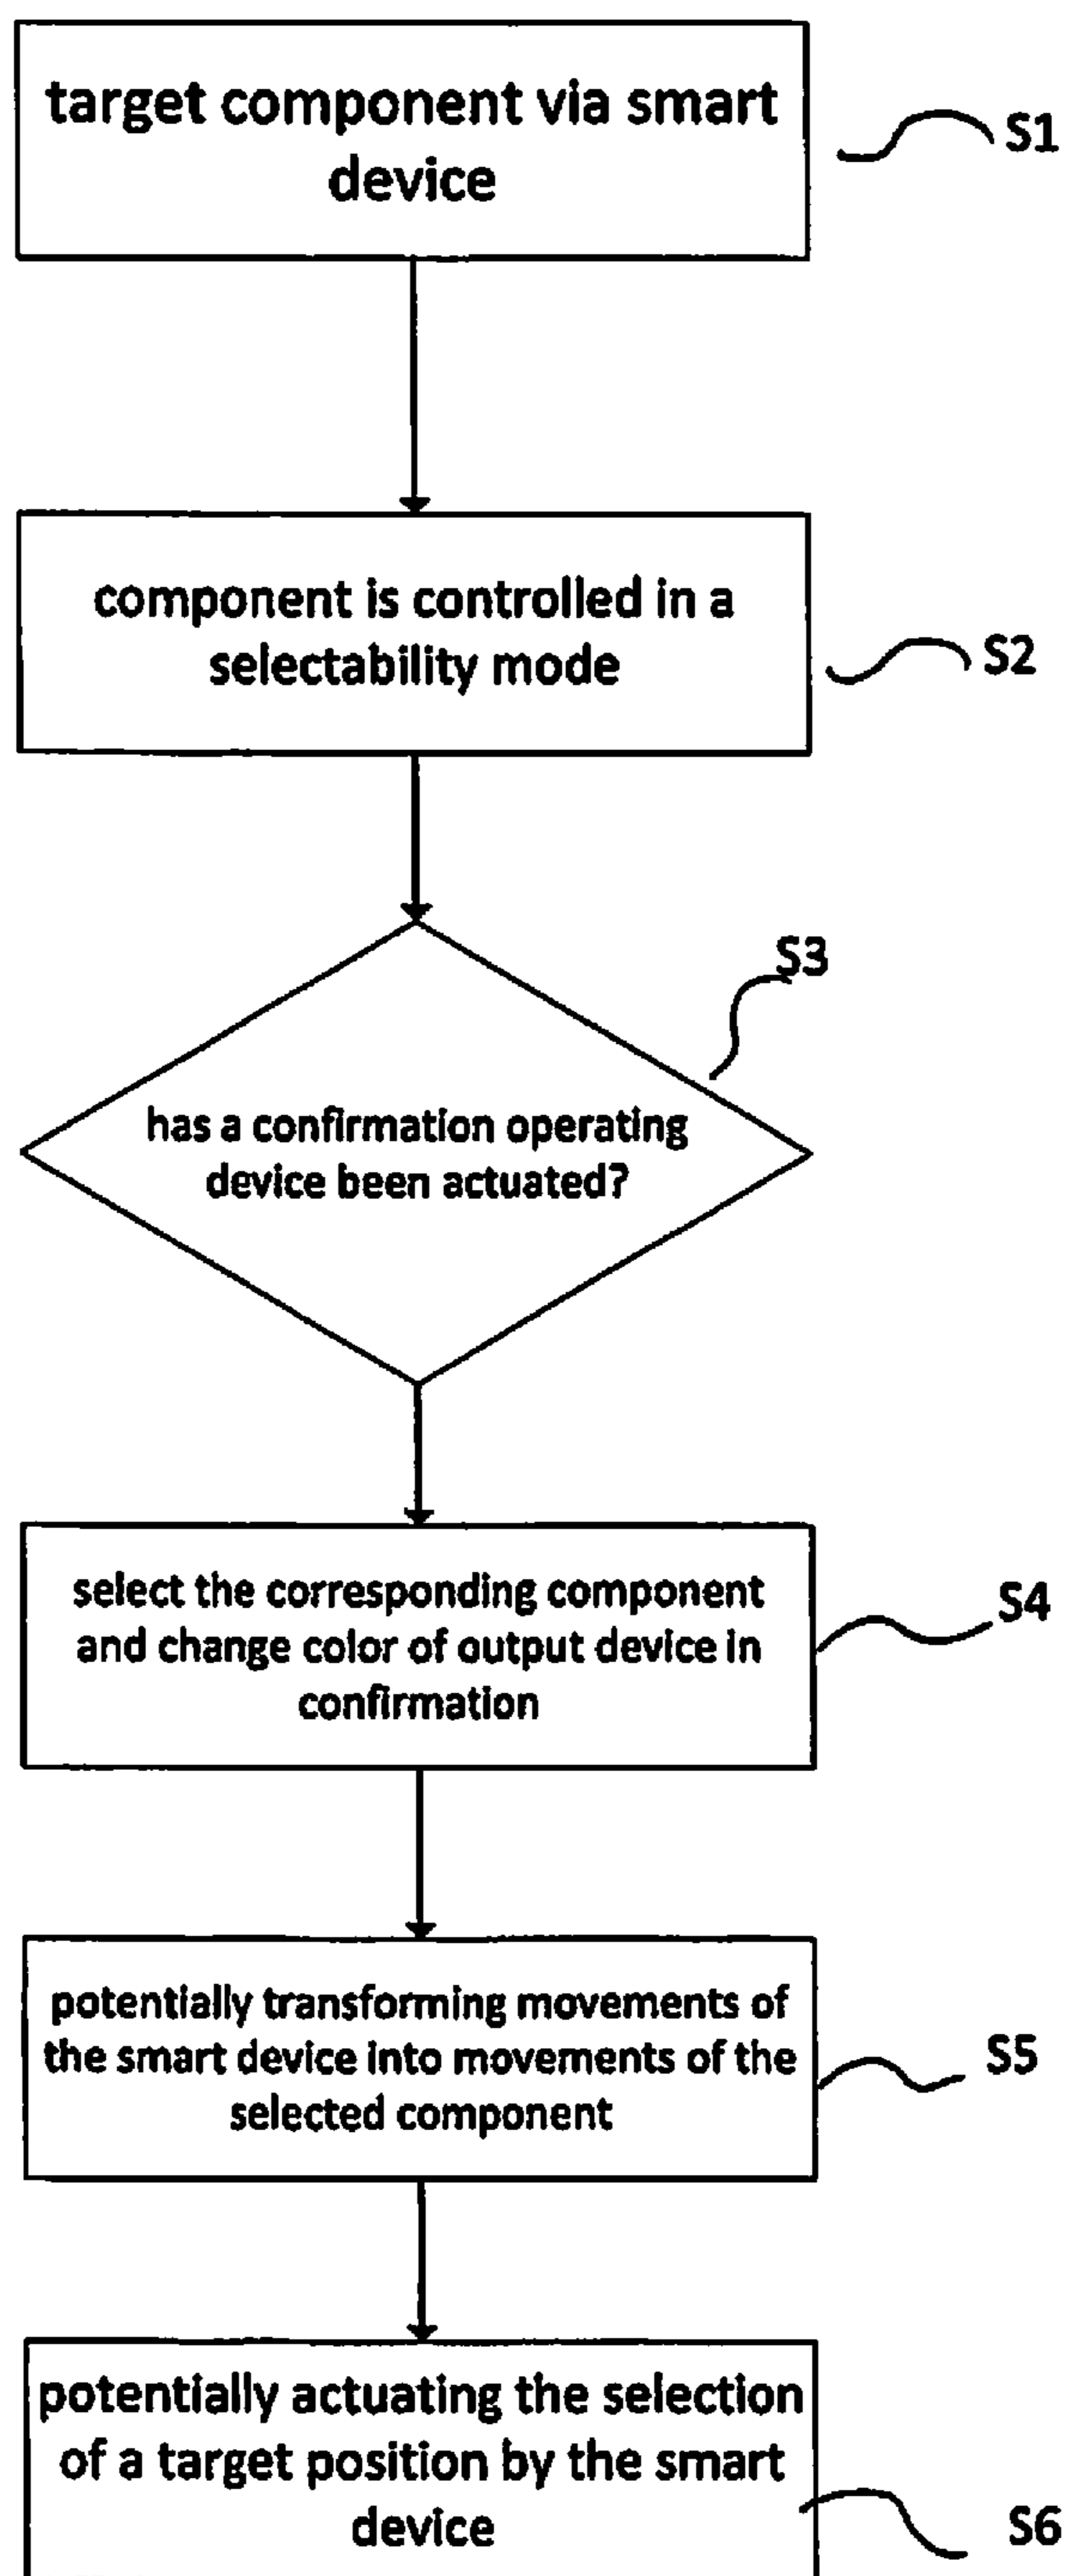 target component via smart
device
S1
component is controlled in a
selectability mode
S2
S3
has a confirmation operating
device been actuated?
select the corresponding component
and change color of output device in
confirmation
S4
potentially transforming movements of
the smart device into movements of the
selected component
S5
potentially actuating the selection
of a target position by the smart
device
S6